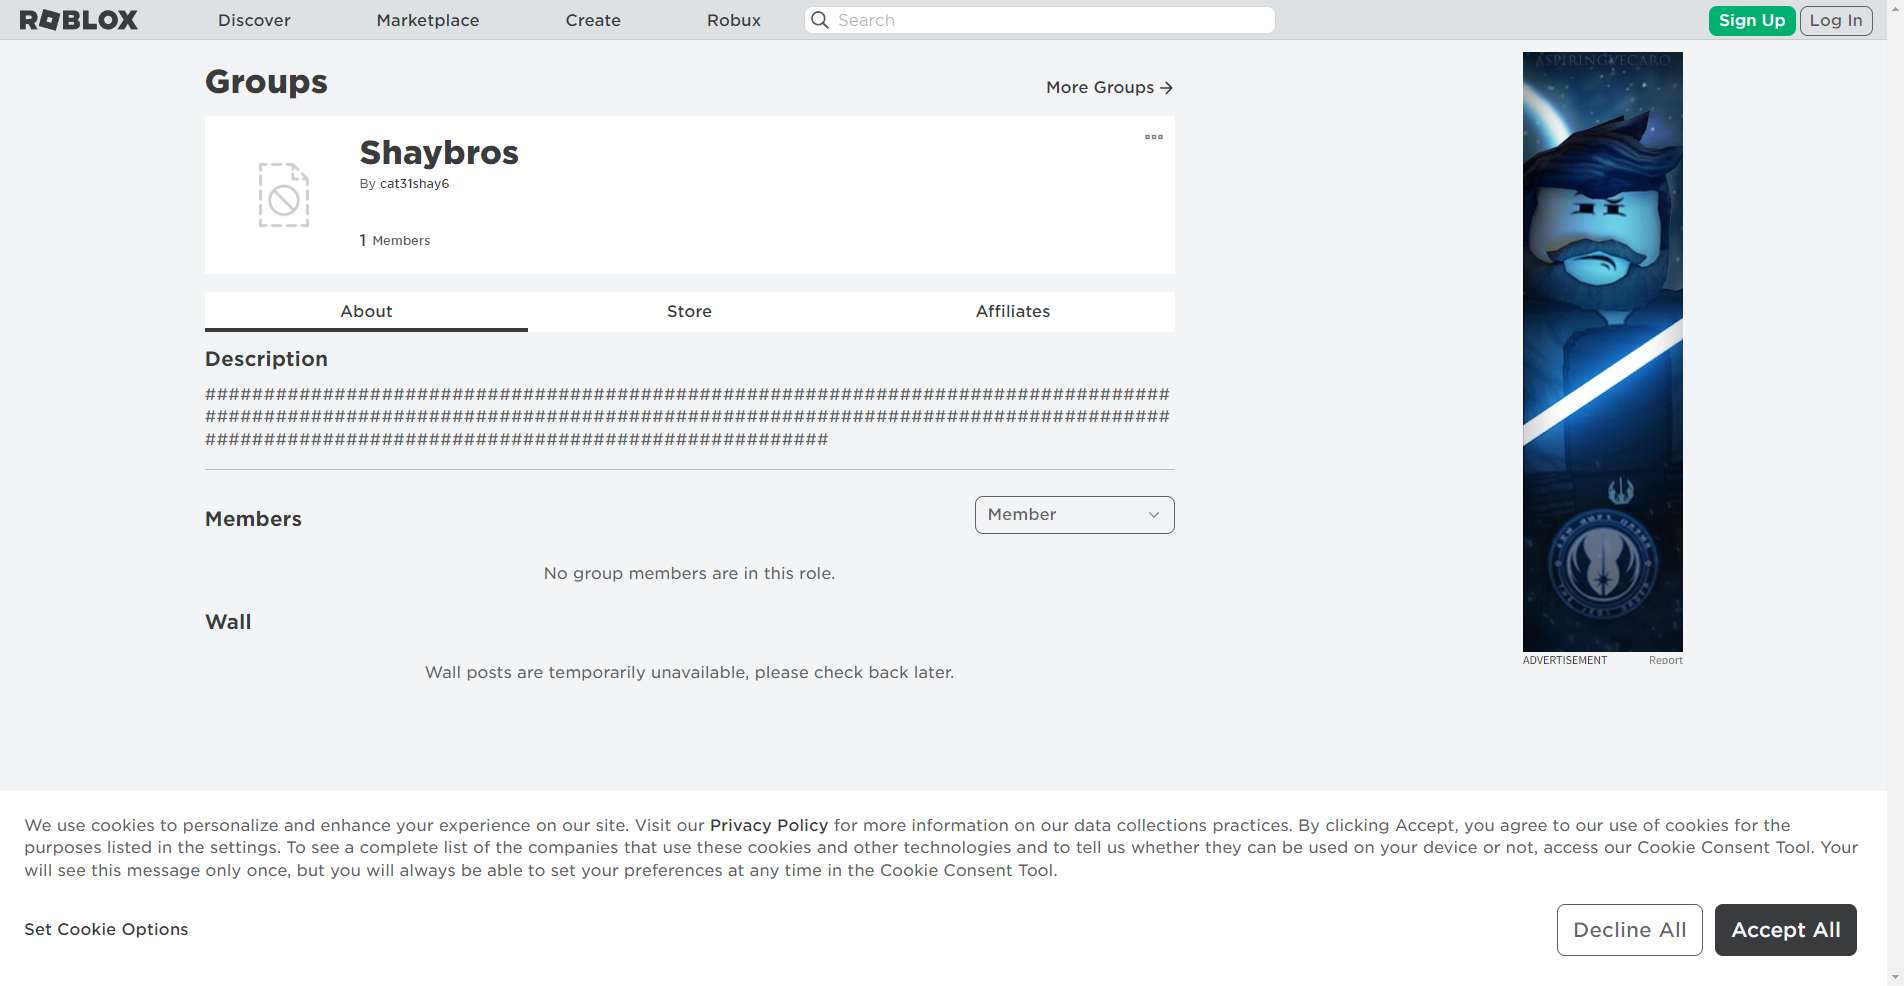 ROBLOX Discover Marketplace Create Robux Search Sign Up Log In
Groups
More Groups
Shaybros
By cat31shay6
1 Members
About Store Affiliates
Description
##################################################################################
##################################################################################
#####################################################
Members
Member
No group members are in this role.
Wall
Wall posts are temporarily unavailable, please check back later.
ASPIRINGVECARO
THE JEDI ORDER
ADVERTISEMENT Report
We use cookies to personalize and enhance your experience on our site. Visit our Privacy Policy for more information on our data collections practices. By clicking Accept, you agree to our use of cookies for the
purposes listed in the settings. To see a complete list of the companies that use these cookies and other technologies and to tell us whether they can be used on your device or not, access our Cookie Consent Tool. Your
will see this message only once, but you will always be able to set your preferences at any time in the Cookie Consent Tool.
Set Cookie Options
Decline All Accept All